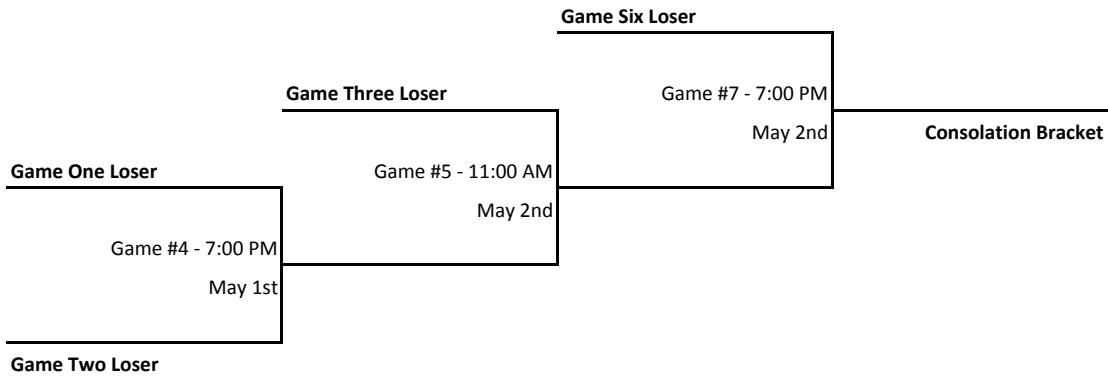 Game Six Loser
Game Three Loser
Game #7 - 7:00 PM
May 2nd
Consolation Bracket
Game One Loser
Game #5 - 11:00 AM
May 2nd
Game #4 - 7:00 PM
May 1st
Game Two Loser